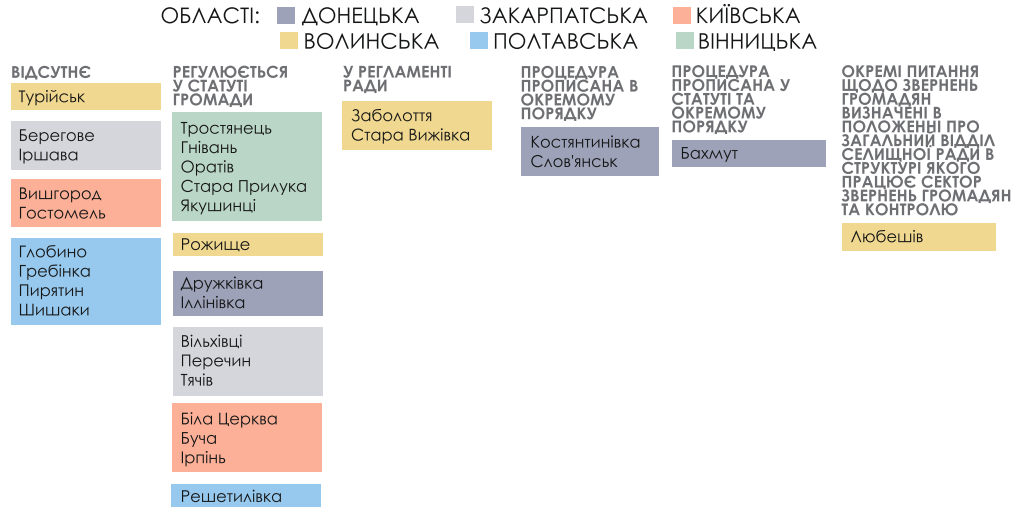 ОБЛАСТІ: ДОНЕЦЬКА ЗАКАРПАТСЬКА КИЇВСЬКА
ВОЛИНСЬКА ПОЛТАВСЬКА ВІННИЦЬКА
ВІДСУТНЄ
Турійськ
Берегове
Іршава
Вишгород
Гостомель
Глобино
Гребінка
Пирятин
Шишаки
РЕГУЛЮЄТЬСЯ
У СТАТУТІ
ГРОМАДИ
Тростянець
Гнівань
Оратів
Стара Прилука
Якушинці
Рожище
Дружківка
Іллінівка
Вільхівці
Перечин
Тячів
Біла Церква
Буча
Ірпінь
Решетилівка
У РЕГЛАМЕНТІ
РАДИ
Заболоття
Стара Вижівка
ПРОЦЕДУРА
ПРОПИСАНА В
ОКРЕМОМУ
ПОРЯДКУ
Костянтинівка
Слов'янськ
ПРОЦЕДУРА
ПРОПИСАНА У
СТАТУТІ ТА
ОКРЕМОМУ
ПОРЯДКУ
Бахмут
ОКРЕМІ ПИТАННЯ
ЩОДО ЗВЕРНЕНЬ
ГРОМАДЯН
ВИЗНАЧЕНІ В
ПОЛОЖЕННІ ПРО
ЗАГАЛЬНИЙ ВІДДІЛ
СЕЛИЩНОЇ РАДИ В
СТРУКТУРІ ЯКОГО
ПРАЦЮЄ СЕКТОР
ЗВЕРНЕНЬ ГРОМАДЯН
ТА КОНТРОЛЮ
Любешів